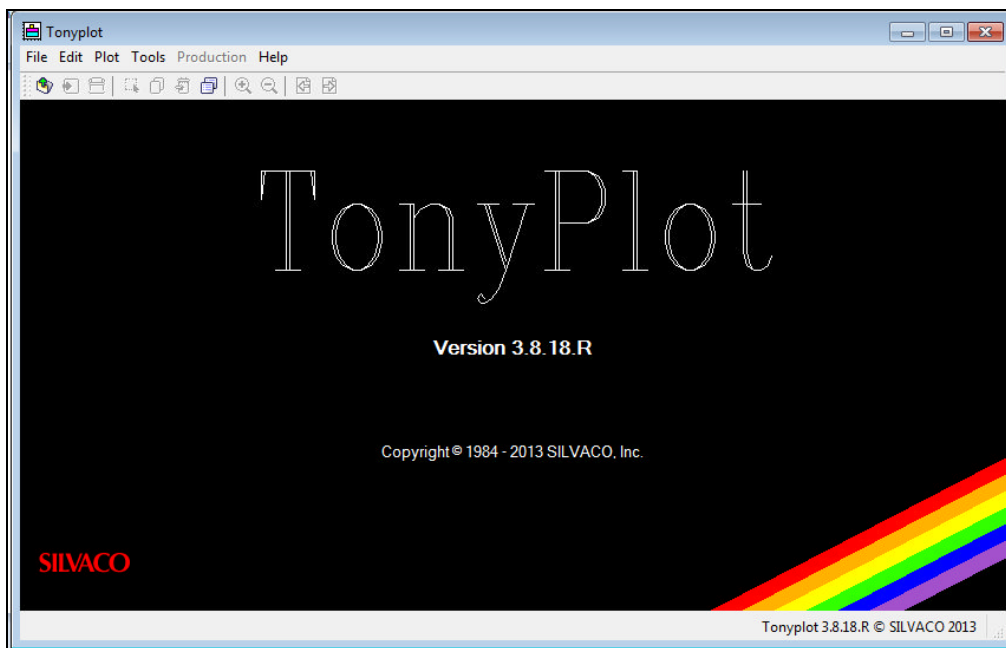 Tonyplot
File Edit Plot Tools Production Help
TonyPlot
Version 3.8.18.R
Copyright © 1984 - 2013 SILVACO, Inc.
SILVACO
Tonyplot 3.8.18.R © SILVACO 2013